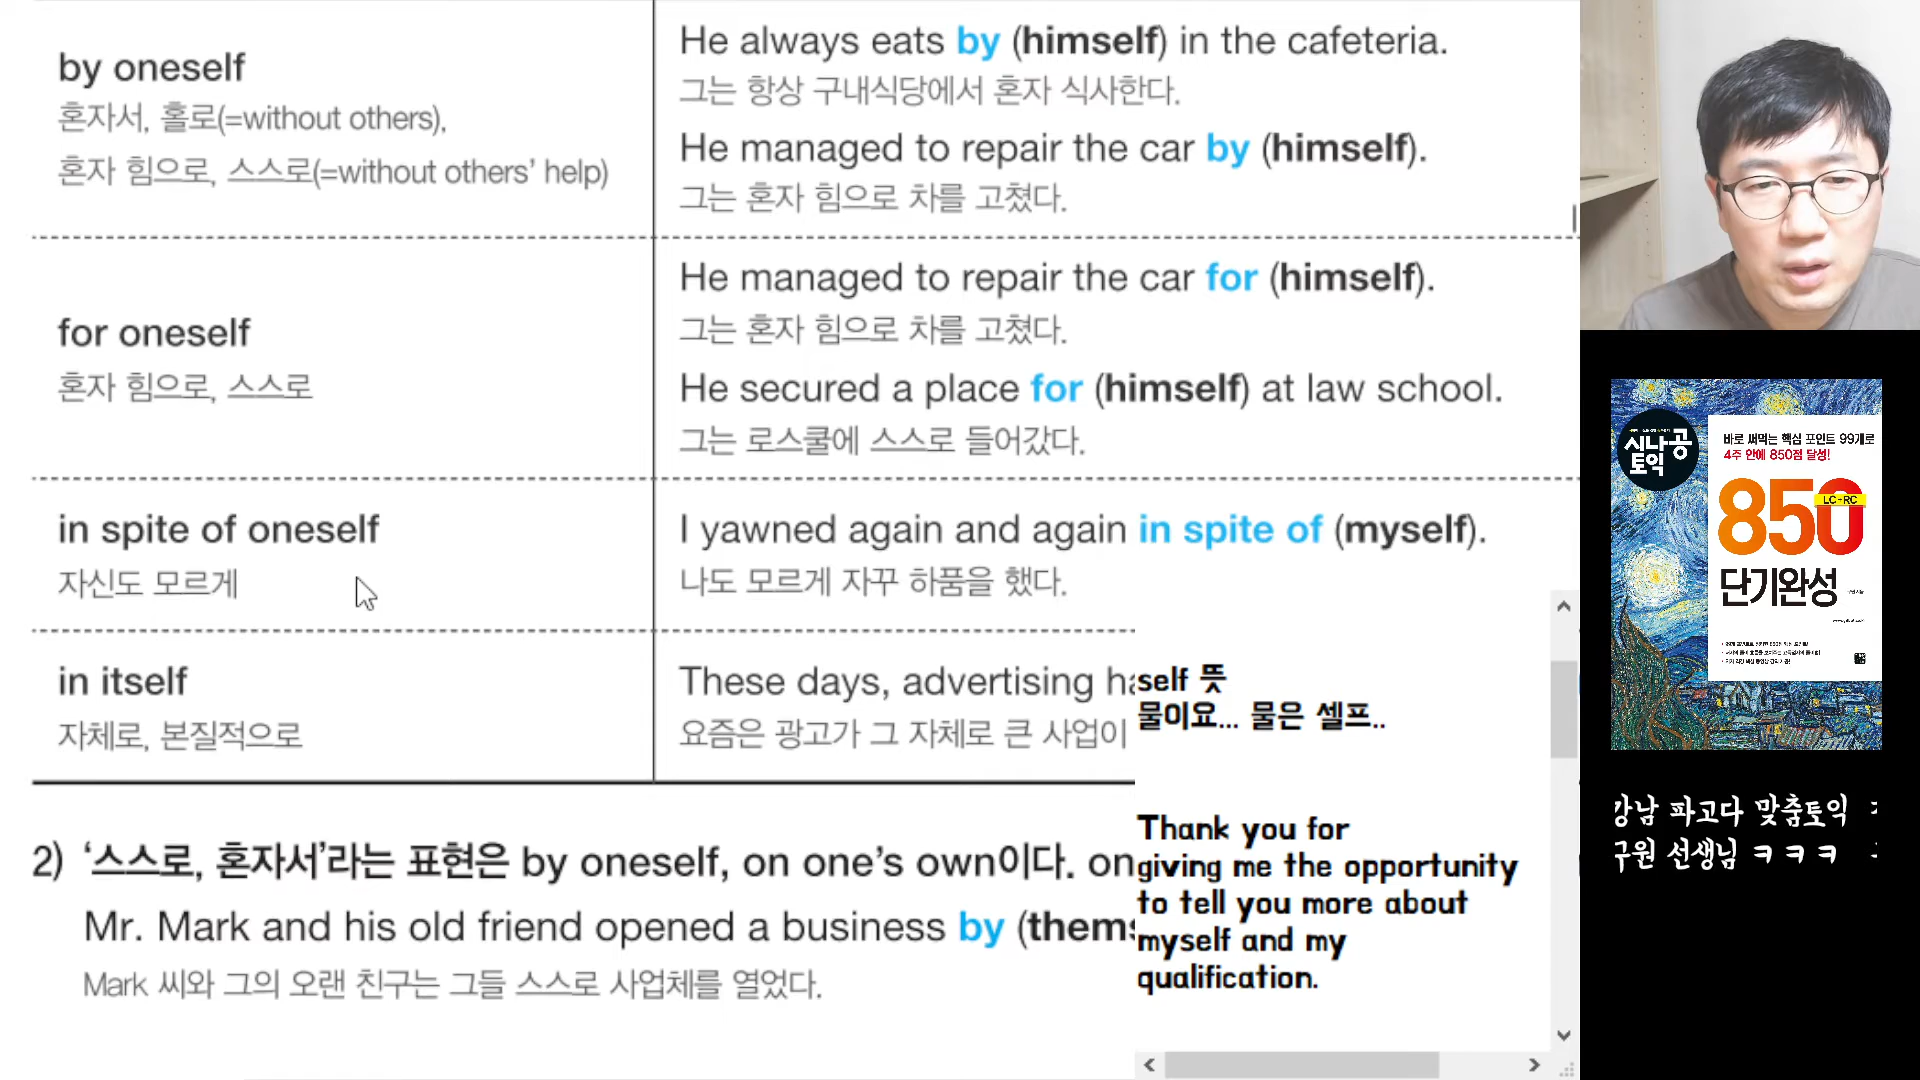 by oneself
혼자서, 홀로(=without others),
혼자 힘으로, 스스로(=without others' help)
He always eats by (himself) in the cafeteria.
그는 항상 구내식당에서 혼자 식사한다.
He managed to repair the car by (himself).
그는 혼자 힘으로 차를 고쳤다.
for oneself
혼자 힘으로, 스스로
He managed to repair the car for (himself).
그는 혼자 힘으로 차를 고쳤다.
He secured a place for (himself) at law school.
그는 로스쿨에 스스로 들어갔다.
in spite of oneself
자신도 모르게
I yawned again and again in spite of (myself).
나도 모르게 자꾸 하품을 했다.
in itself
자체로, 본질적으로
These days, advertising ha
요즘은 광고가 그 자체로 큰 사업이
2) ‘스스로, 혼자서’라는 표현은 by oneself, on one’s own이다. on
Mr. Mark and his old friend opened a business by (thems
Mark 씨와 그의 오랜 친구는 그들 스스로 사업체를 열었다.
self 뜻
물이요... 물은 셀프..
Thank you for
giving me the opportunity
to tell you more about
myself and my
qualification.
시나공
토익
바로 써먹는 핵심 포인트 99개로
4주 안에 850점 달성!
850
LC+RC
단기완성
강남 파고다 맞춤토익
구원 선생님 ㅋㅋㅋ